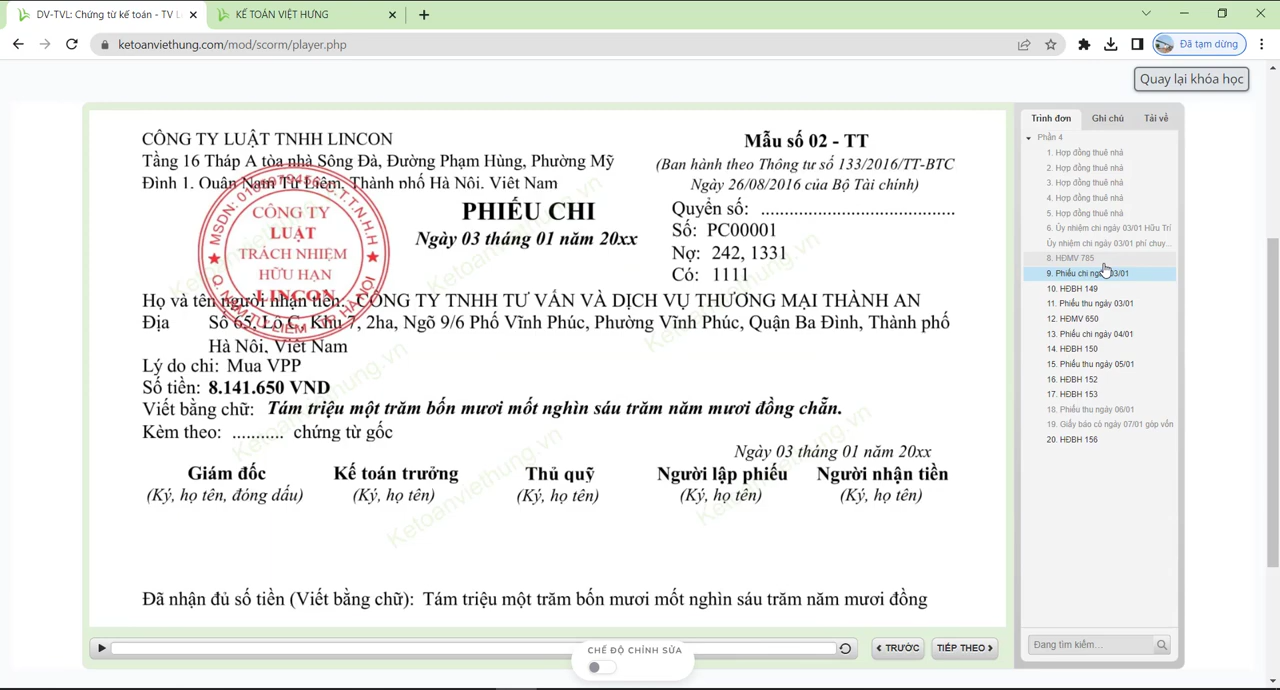 DV-TVL: Chứng từ kế toán - TV L
KẾ TOÁN VIỆT HƯNG
ketoanviethung.com/mod/scorm/player.php
Đã tạm dừng
Quay lại khóa học
CÔNG TY LUẬT TNHH LINCON
Tầng 16 Tháp A tòa nhà Sông Đà, Đường Phạm Hùng, Phường Mỹ
Đình 1, Quận Nam Từ Liêm, Thành phố Hà Nội, Việt Nam
Mẫu số 02 - TT
(Ban hành theo Thông tư số 133/2016/TT-BTC
Ngày 26/08/2016 của Bộ Tài chính)
PHIẾU CHI
Ngày 03 tháng 01 năm 20xx
Quyển số: ........................................
Số: PC00001
Nợ: 242, 1331
Có: 1111
CÔNG TY
LUẬT
TRÁCH NHIỆM
HỮU HẠN
LINCON
Họ và tên người nhận tiền: CÔNG TY TNHH TƯ VẤN VÀ DỊCH VỤ THƯƠNG MẠI THÀNH AN
Địa Số 65, Lô C, Khu 7, 2ha, Ngõ 9/6 Phố Vĩnh Phúc, Phường Vĩnh Phúc, Quận Ba Đình, Thành phố
Hà Nội, Việt Nam
Lý do chi: Mua VPP
Số tiền: 8.141.650 VND
Viết bằng chữ: Tám triệu một trăm bốn mươi mốt nghìn sáu trăm năm mươi đồng chẵn.
Kèm theo: ........... chứng từ gốc
Ngày 03 tháng 01 năm 20xx
Giám đốc Kế toán trưởng Thủ quỹ Người lập phiếu Người nhận tiền
(Ký, họ tên, đóng dấu) (Ký, họ tên) (Ký, họ tên) (Ký, họ tên) (Ký, họ tên)
Đã nhận đủ số tiền (Viết bằng chữ): Tám triệu một trăm bốn mươi mốt nghìn sáu trăm năm mươi đồng
Ketoanviethung.vn
CHẾ ĐỘ CHỈNH SỬA
TRƯỚC
TIẾP THEO
Trình đơn Ghi chú Tải về
Phần 4
1. Hợp đồng thuê nhà
2. Hợp đồng thuê nhà
3. Hợp đồng thuê nhà
4. Hợp đồng thuê nhà
5. Hợp đồng thuê nhà
6. Ủy nhiệm chi ngày 03/01 Hữu Trí
Ủy nhiệm chi ngày 03/01 phí chuy...
8. HĐMV 785
9. Phiếu chi ngày 03/01
10. HĐBH 149
11. Phiếu thu ngày 03/01
12. HĐMV 650
13. Phiếu chi ngày 04/01
14. HĐBH 150
15. Phiếu thu ngày 05/01
16. HĐBH 152
17. HĐBH 153
18. Phiếu thu ngày 06/01
19. Giấy báo có ngày 07/01 góp vốn
20. HĐBH 156
Đang tìm kiếm...